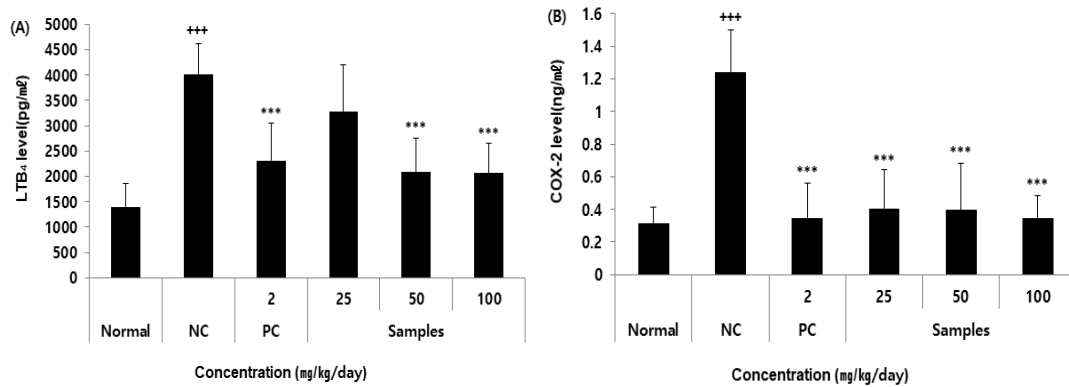 (A)
LTB₄ level(pg/㎖)
5000
4500
4000
3500
3000
2500
2000
1500
1000
500
0
+++
***
***
***
2 25 50 100
Normal NC PC Samples
Concentration (㎎/kg/day)
(B)
COX-2 level(ng/㎖)
1.6
1.4
1.2
1
0.8
0.6
0.4
0.2
0
+++
***
***
***
***
2 25 50 100
Normal NC PC Samples
Concentration (㎎/kg/day)